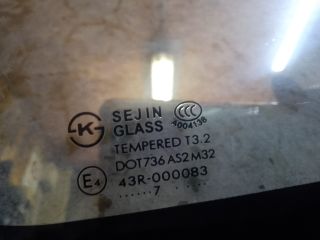 SEJIN
GLASS
A004138
TEMPERED T3.2
DOT736 AS2 M32
E4 43R-000083
......7 .....